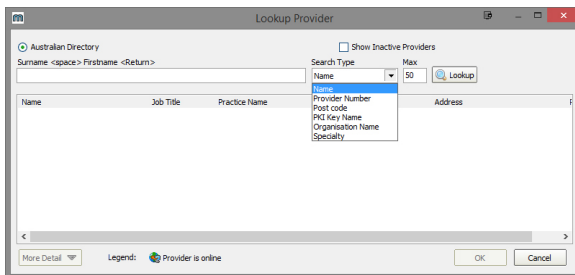 Lookup Provider
Australian Directory
Show Inactive Providers
Surname <space> Firstname <Return>
Search Type
Max
Name
50
Lookup
Name
Job Title
Practice Name
Address
Name
Provider Number
Post code
PKI Key Name
Organisation Name
Specialty
More Detail
Legend:
Provider is online
OK
Cancel